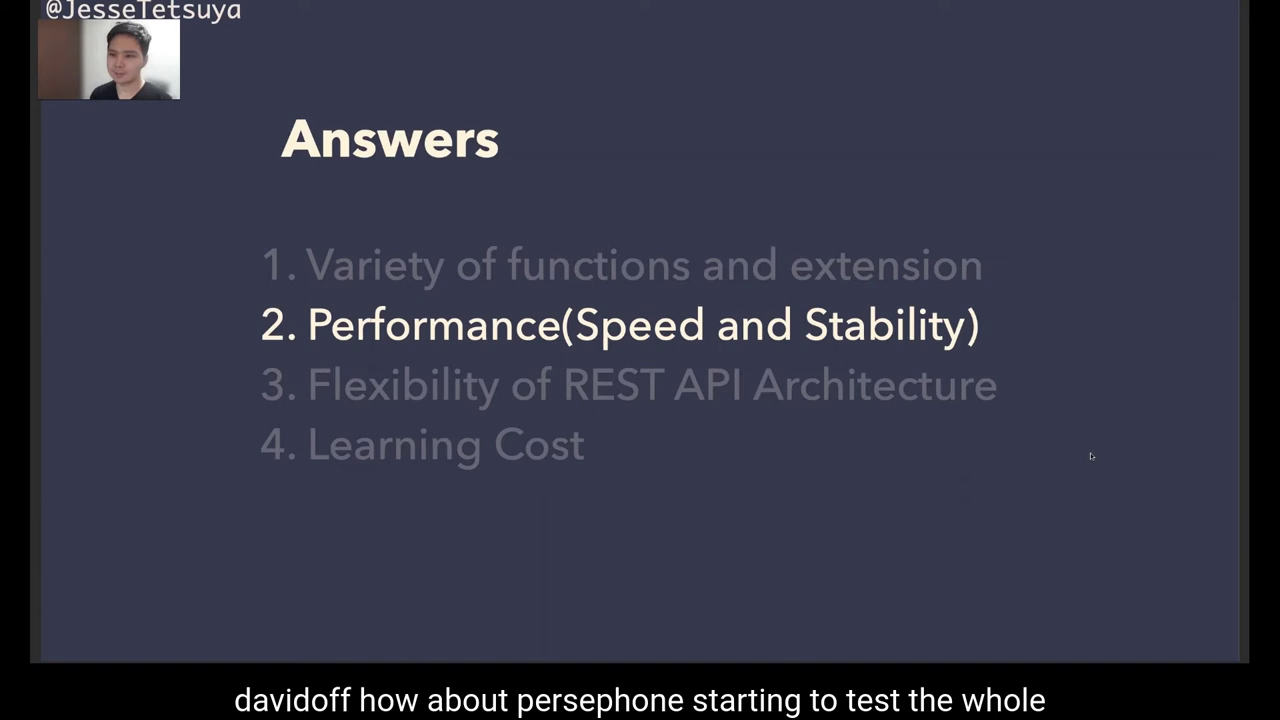 @JesseTetsuya
Answers
1. Variety of functions and extension
2. Performance(Speed and Stability)
3. Flexibility of REST API Architecture
4. Learning Cost
davidoff how about persephone starting to test the whole